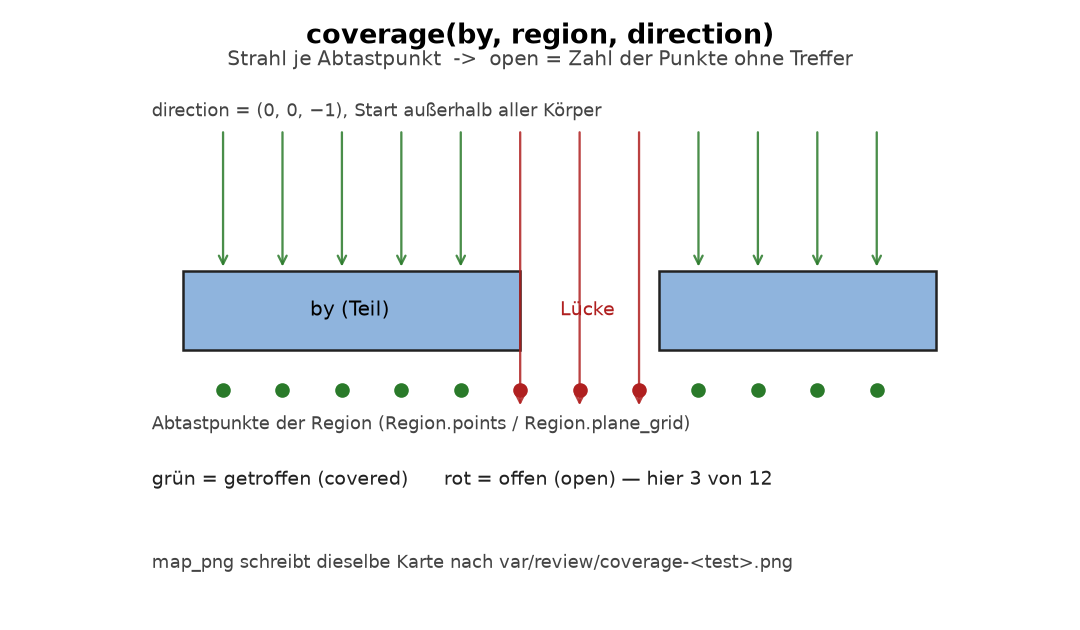 coverage(by, region, direction)
Strahl je Abtastpunkt -> open = Zahl der Punkte ohne Treffer
direction = (0, 0, −1), Start außerhalb aller Körper
by (Teil)
Lücke
Abtastpunkte der Region (Region.points / Region.plane_grid)
grün = getroffen (covered) rot = offen (open) — hier 3 von 12
map_png schreibt dieselbe Karte nach var/review/coverage-<test>.png